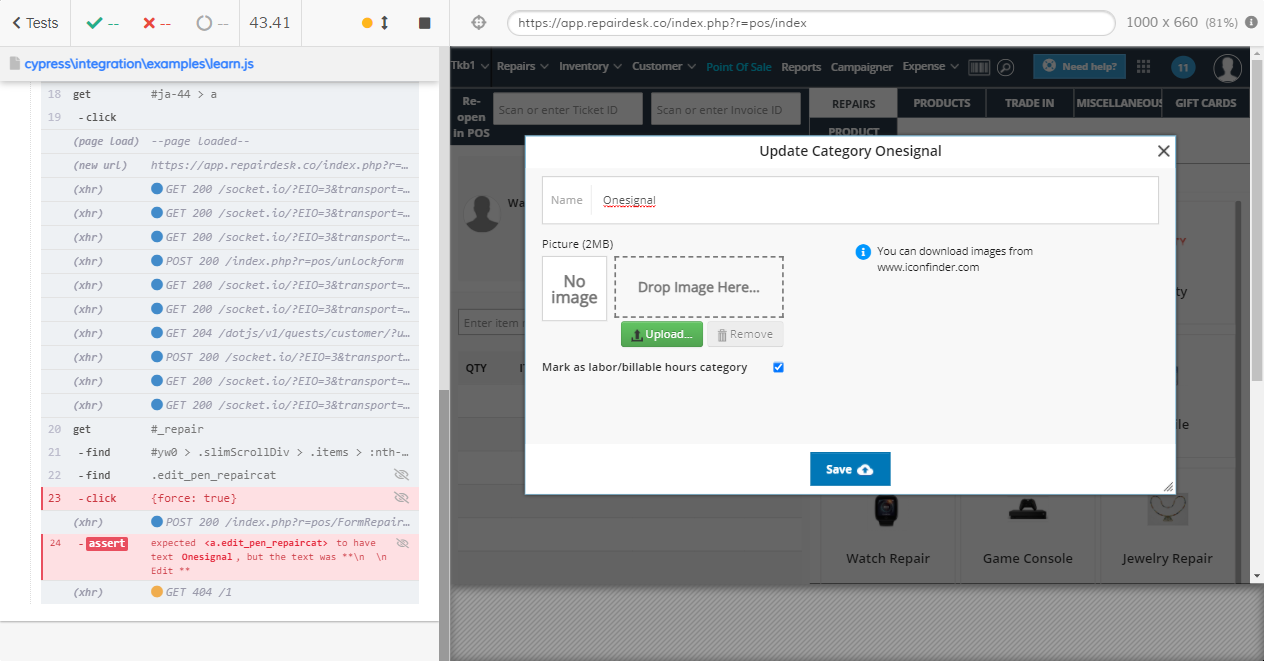 Tests
--
--
--
43.41
https://app.repairdesk.co/index.php?r=pos/index
1000 x 660 (81%)
cypress\integration\examples\learn.js
18 get #ja-44 > a
19 -click
(page load) --page loaded--
(new url) https://app.repairdesk.co/index.php?r=…
(xhr) GET 200 /socket.io/?EIO=3&transport=…
(xhr) GET 200 /socket.io/?EIO=3&transport=…
(xhr) GET 200 /socket.io/?EIO=3&transport=…
(xhr) POST 200 /index.php?r=pos/unlockform
(xhr) GET 200 /socket.io/?EIO=3&transport=…
(xhr) GET 200 /socket.io/?EIO=3&transport=…
(xhr) GET 204 /dotjs/v1/quests/customer/?u…
(xhr) POST 200 /socket.io/?EIO=3&transport…
(xhr) GET 200 /socket.io/?EIO=3&transport=…
(xhr) GET 200 /socket.io/?EIO=3&transport=…
20 get #_repair
21 -find #yw0 > .slimScrollDiv > .items > :nth-…
22 -find .edit_pen_repaircat
23 -click {force: true}
(xhr) POST 200 /index.php?r=pos/FormRepair…
24 -assert expected <a.edit_pen_repaircat> to have
text Onesignal, but the text was **\n \n
Edit **
(xhr) GET 404 /1
Tkb1 Repairs Inventory Customer Point Of Sale Reports Campaigner Expense Need help? 11
Re-open in POS
Scan or enter Ticket ID
Scan or enter Invoice ID
REPAIRS PRODUCTS TRADE IN MISCELLANEOUS GIFT CARDS
PRODUCT
Wa
Enter item
QTY
Update Category Onesignal
Name Onesignal
Picture (2MB)
No
image
Drop Image Here...
Upload...
Remove
You can download images from
www.iconfinder.com
Mark as labor/billable hours category
Save
Watch Repair
Game Console
Jewelry Repair